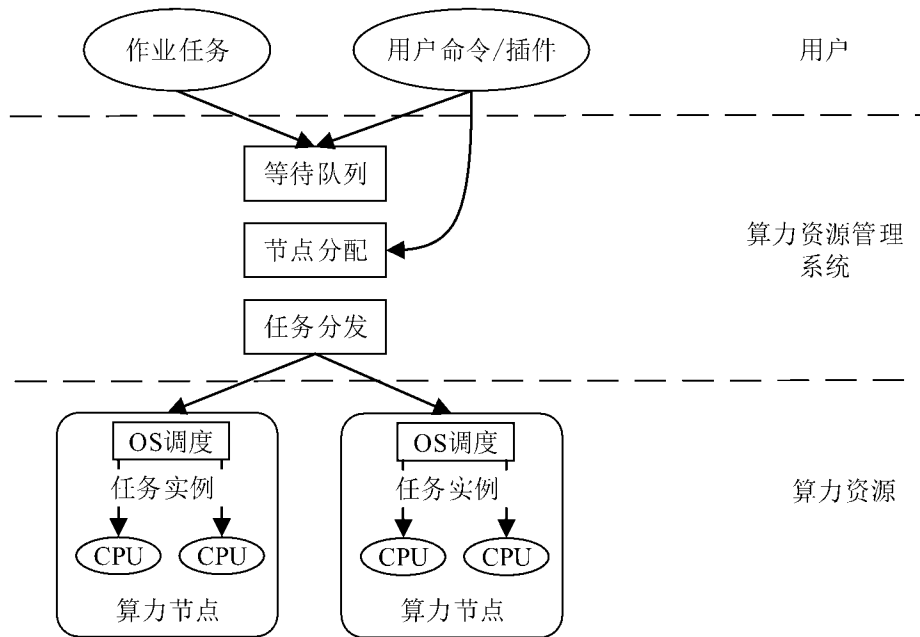 作业任务
用户命令/插件
用户
等待队列
节点分配
算力资源管理
系统
任务分发
OS调度
OS调度
任务实例
任务实例
算力资源
CPU
CPU
CPU
CPU
算力节点
算力节点